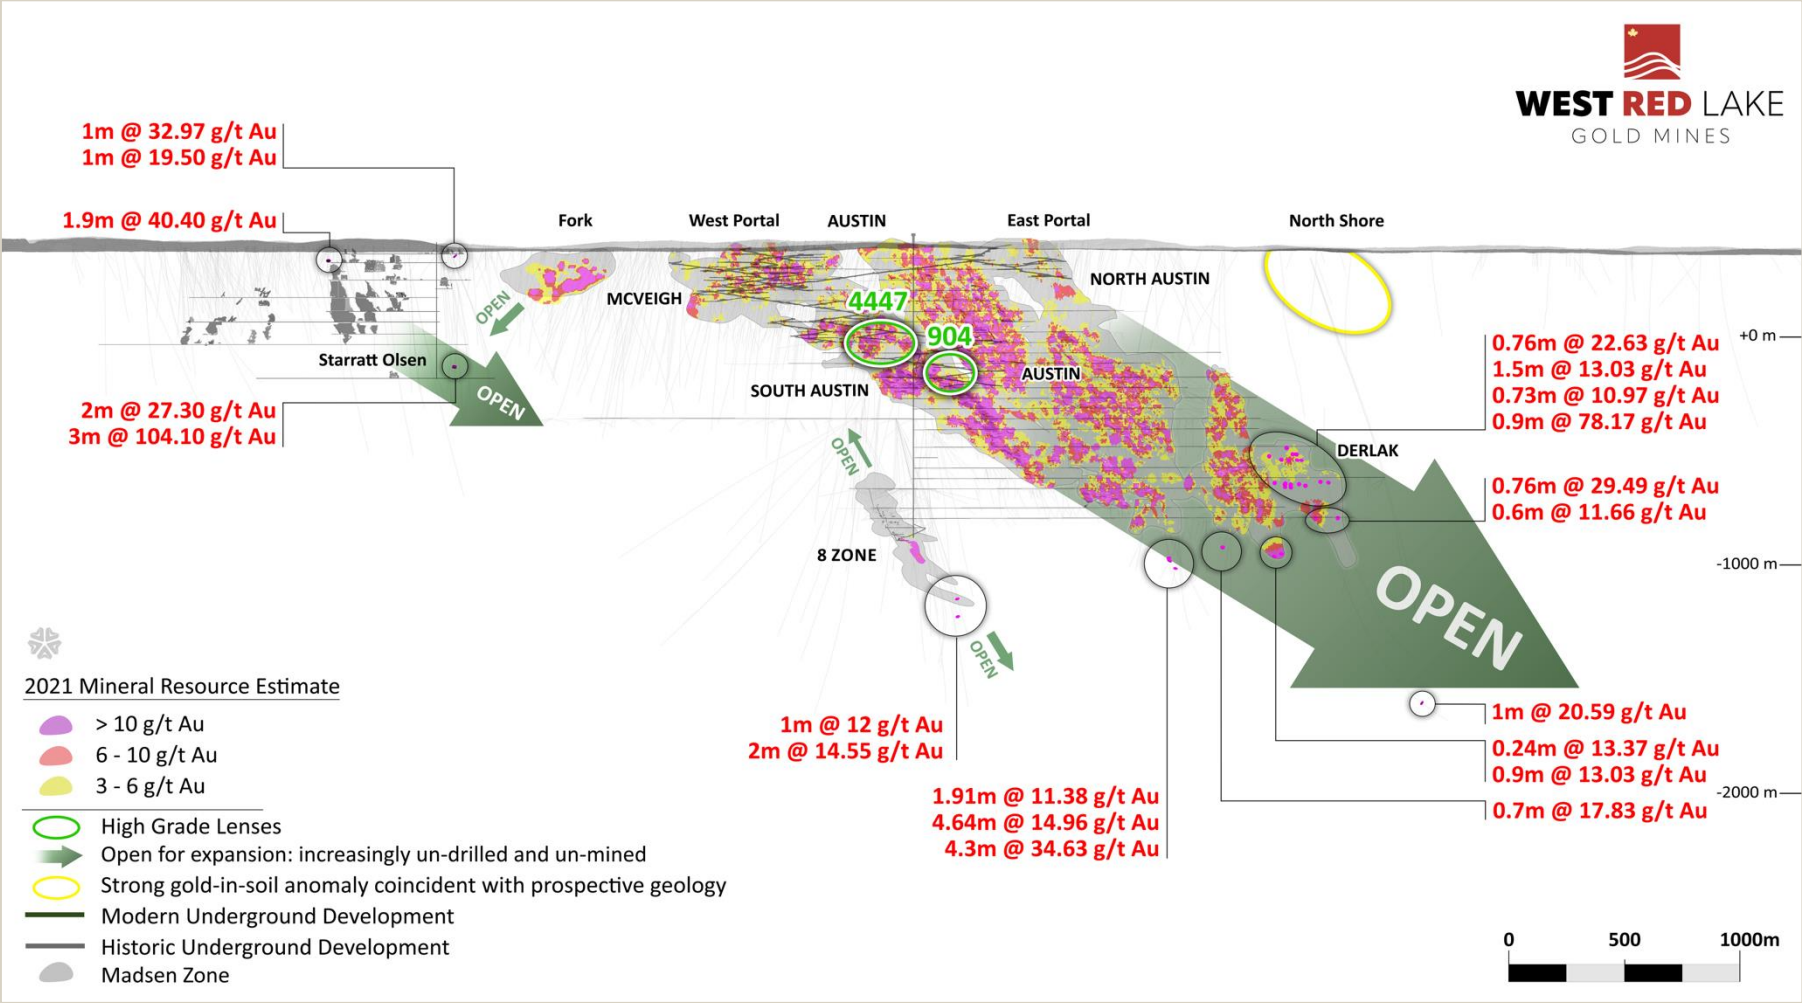 WEST RED LAKE
GOLD MINES
1m @ 32.97 g/t Au
1m @ 19.50 g/t Au
1.9m @ 40.40 g/t Au
Fork
West Portal
AUSTIN
East Portal
North Shore
NORTH AUSTIN
MCVEIGH
OPEN
4447
904
+0 m
Starratt Olsen
OPEN
SOUTH AUSTIN
AUSTIN
0.76m @ 22.63 g/t Au
1.5m @ 13.03 g/t Au
0.73m @ 10.97 g/t Au
0.9m @ 78.17 g/t Au
2m @ 27.30 g/t Au
3m @ 104.10 g/t Au
OPEN
DERLAK
0.76m @ 29.49 g/t Au
0.6m @ 11.66 g/t Au
8 ZONE
-1000 m
OPEN
OPEN
1m @ 12 g/t Au
2m @ 14.55 g/t Au
1m @ 20.59 g/t Au
0.24m @ 13.37 g/t Au
0.9m @ 13.03 g/t Au
-2000 m
0.7m @ 17.83 g/t Au
1.91m @ 11.38 g/t Au
4.64m @ 14.96 g/t Au
4.3m @ 34.63 g/t Au
2021 Mineral Resource Estimate
> 10 g/t Au
6 - 10 g/t Au
3 - 6 g/t Au
High Grade Lenses
Open for expansion: increasingly un-drilled and un-mined
Strong gold-in-soil anomaly coincident with prospective geology
Modern Underground Development
Historic Underground Development
Madsen Zone
0 500 1000m